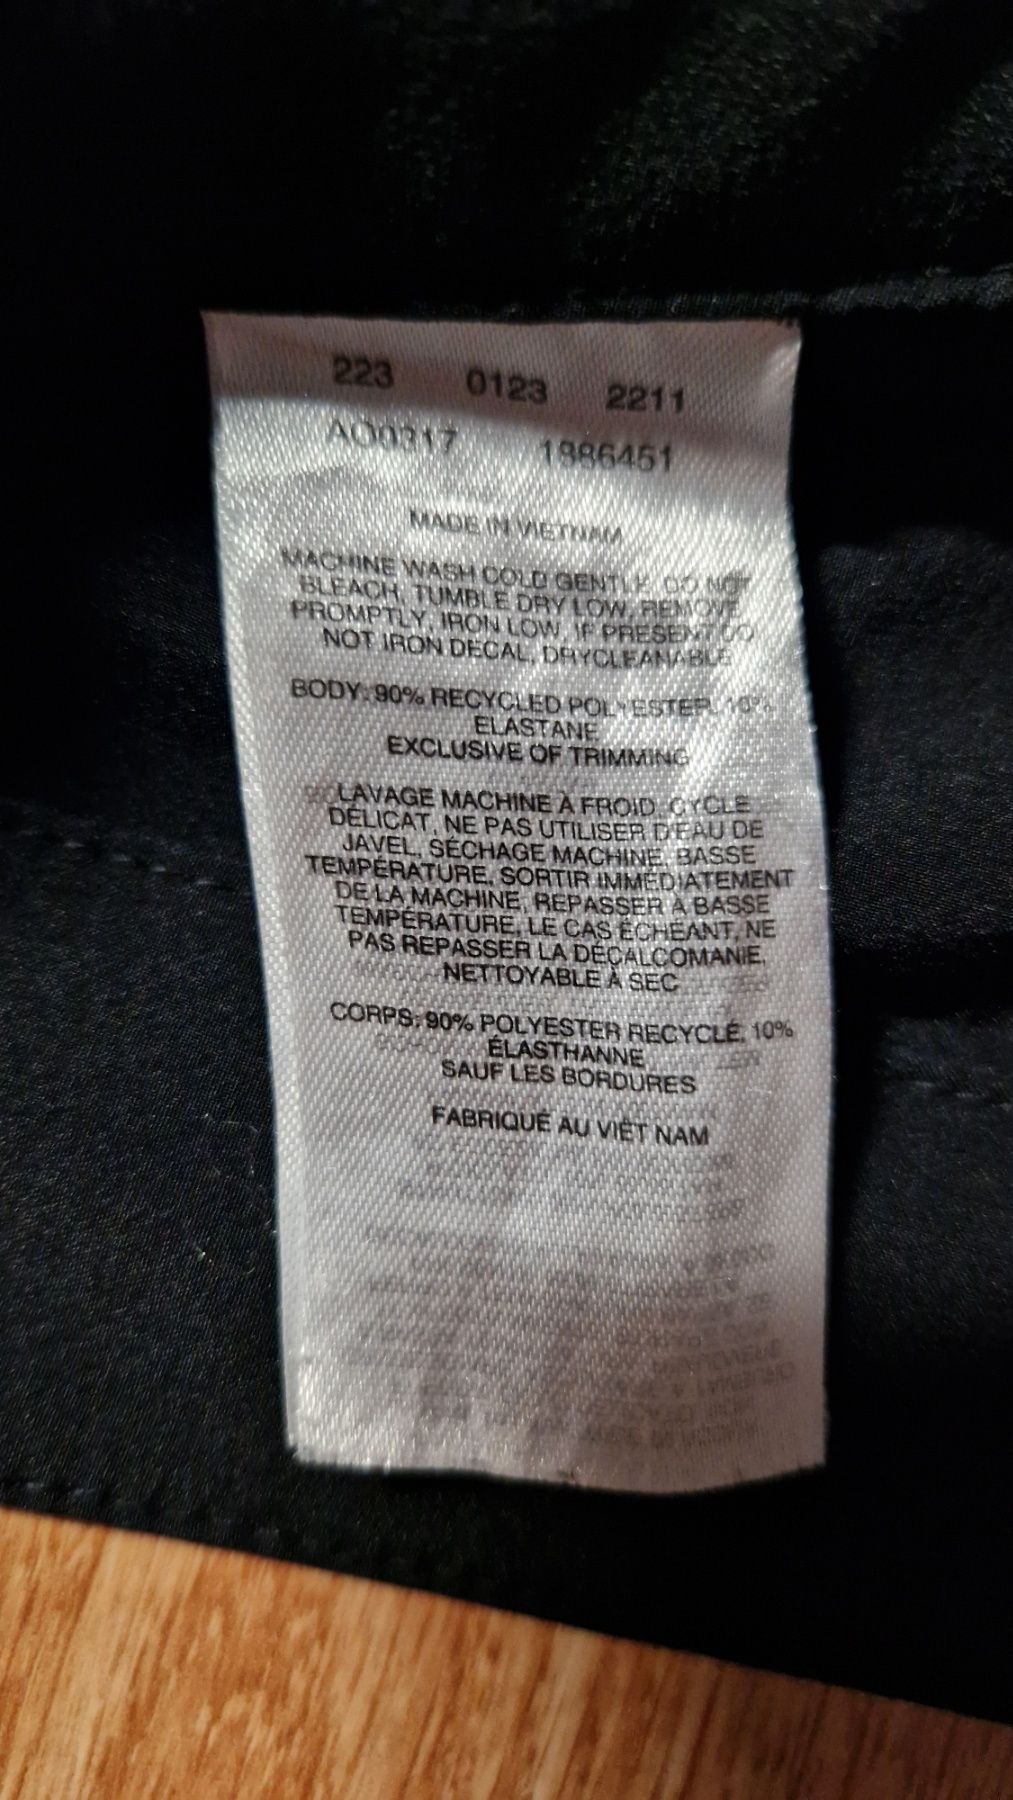 223 0123 2211
AO0317 1986451
MADE IN VIETNAM
MACHINE WASH COLD GENTLE, DO NOT
BLEACH, TUMBLE DRY LOW, REMOVE
PROMPTLY, IRON LOW, IF PRESENT DO
NOT IRON DECAL, DRYCLEANABLE
BODY: 90% RECYCLED POLYESTER, 10%
ELASTANE
EXCLUSIVE OF TRIMMING
LAVAGE MACHINE À FROID, CYCLE
DÉLICAT, NE PAS UTILISER D'EAU DE
JAVEL, SÉCHAGE MACHINE, BASSE
TEMPÉRATURE, SORTIR IMMÉDIATEMENT
DE LA MACHINE, REPASSER À BASSE
TEMPÉRATURE, LE CAS ÉCHÉANT, NE
PAS REPASSER LA DÉCALCOMANIE,
NETTOYABLE À SEC
CORPS: 90% POLYESTER RECYCLÉ, 10%
ÉLASTHANNE
SAUF LES BORDURES
FABRIQUÉ AU VIÊT NAM